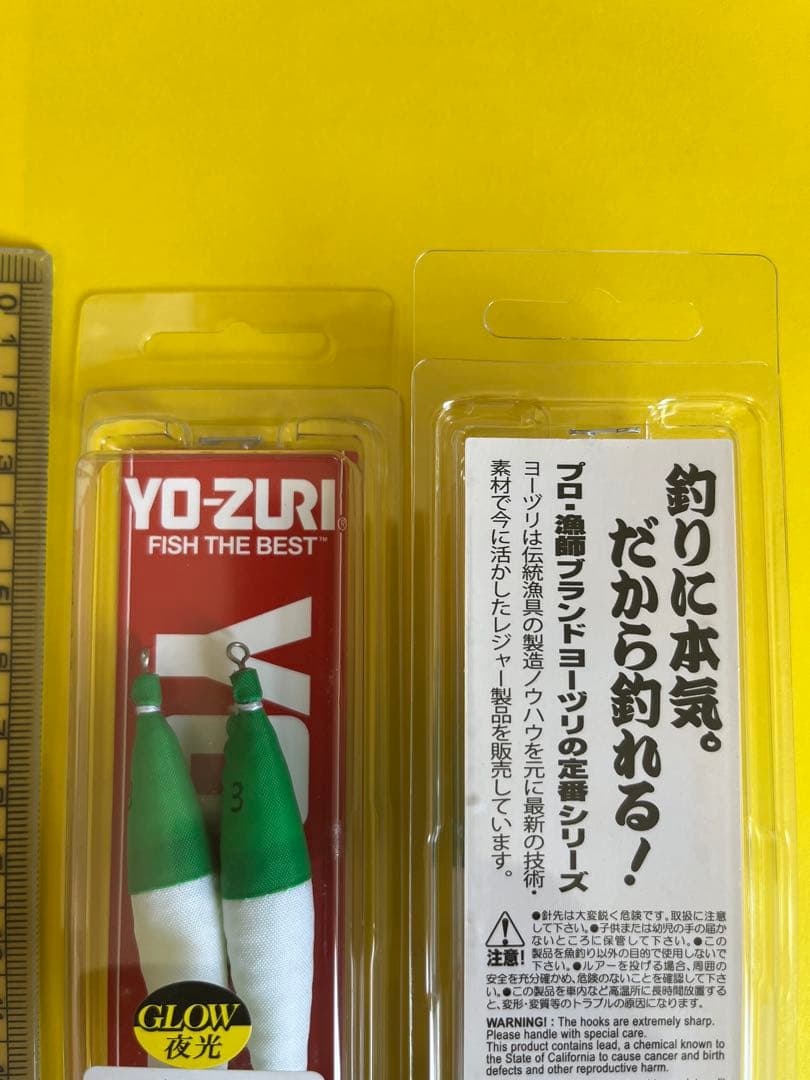 0
1
2
3
4
YO-ZURI®
FISH THE BEST™
3
GLOW
夜光
釣りに本気。
だから釣れる!
プロ・漁師ブランドヨーヅリの定番シリーズ
ヨーヅリは伝統漁具の製造ノウハウを元に最新の技術・
素材で今に活かしたレジャー製品を販売しています。
注意!
●針先は大変鋭く危険です。取扱に注意
して下さい。●子供または幼児の手の届か
ないところに保管して下さい。●この
製品を魚釣り以外の目的で使用しないで
下さい。●ルアーを投げる場合、周囲の
安全を充分確かめ、危険のないことを確認して下さ
い。●この製品を車内など高温所に長時間放置する
と、変形・変質等のトラブルの原因になります。
WARNING! : The hooks are extremely sharp.
Please handle with special care.
This product contains lead, a chemical known to
the State of California to cause cancer and birth
defects and other reproductive harm.